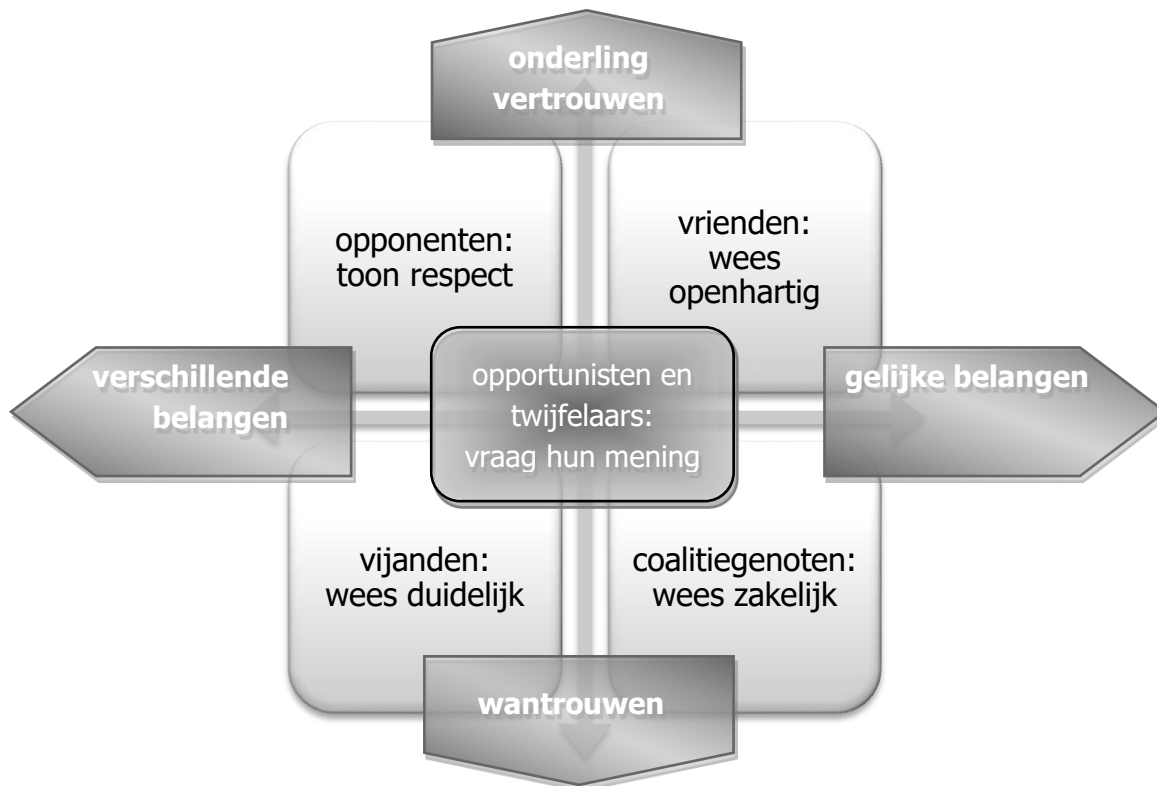 onderling
vertrouwen
opponenten:
toon respect
vrienden:
wees
openhartig
verschillende
belangen
opportunisten en
twijfelaars:
vraag hun mening
gelijke belangen
vijanden:
wees duidelijk
coalitiegenoten:
wees zakelijk
wantrouwen